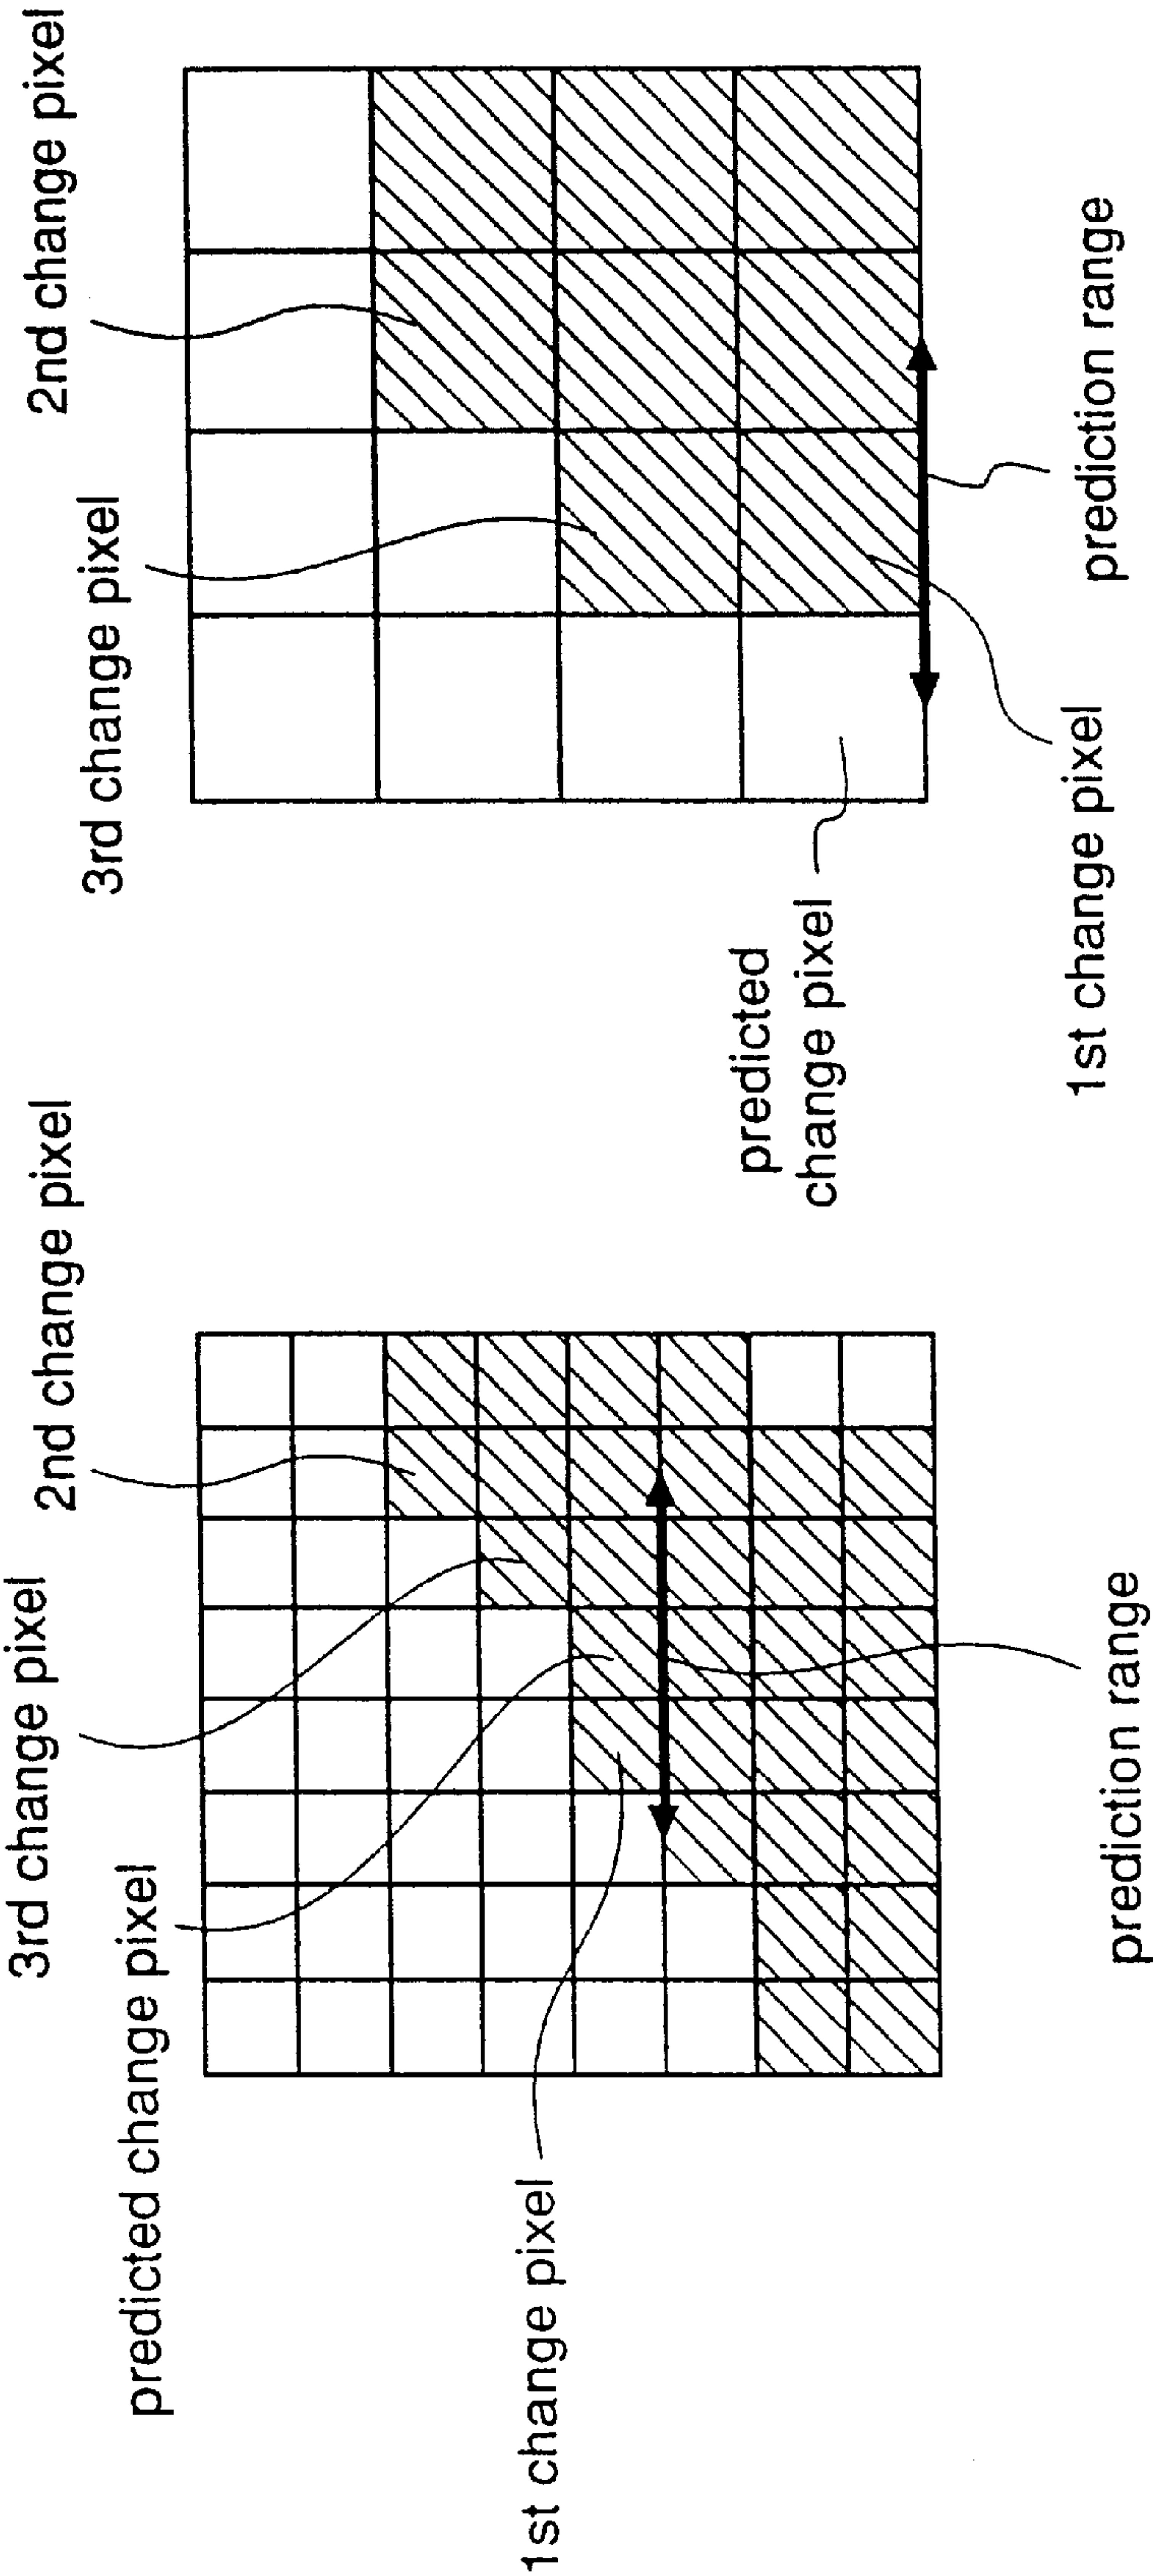 3rd change pixel
2nd change pixel
predicted change pixel
1st change pixel
prediction range
2nd change pixel
3rd change pixel
predicted
change pixel
1st change pixel
prediction range